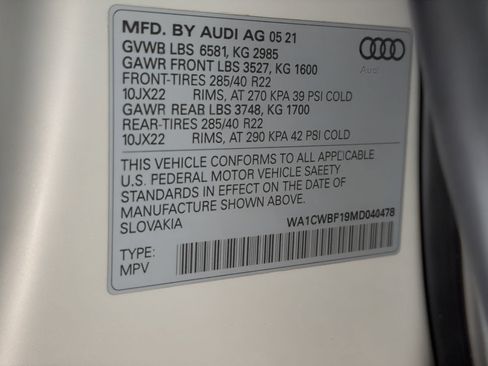 MFD. BY AUDI AG 05 21
GVWB LBS 6581, KG 2985
GAWR FRONT LBS 3527, KG 1600
FRONT-TIRES 285/40 R22
10JX22 RIMS, AT 270 KPA 39 PSI COLD
GAWR REAR LBS 3748, KG 1700
REAR-TIRES 285/40 R22
10JX22 RIMS, AT 290 KPA 42 PSI COLD
Audi
THIS VEHICLE CONFORMS TO ALL APPLICABLE
U.S. FEDERAL MOTOR VEHICLE SAFETY
STANDARDS IN EFFECT ON THE DATE OF
MANUFACTURE SHOWN ABOVE.
SLOVAKIA
WA1CWBF19MD040478
TYPE:
MPV